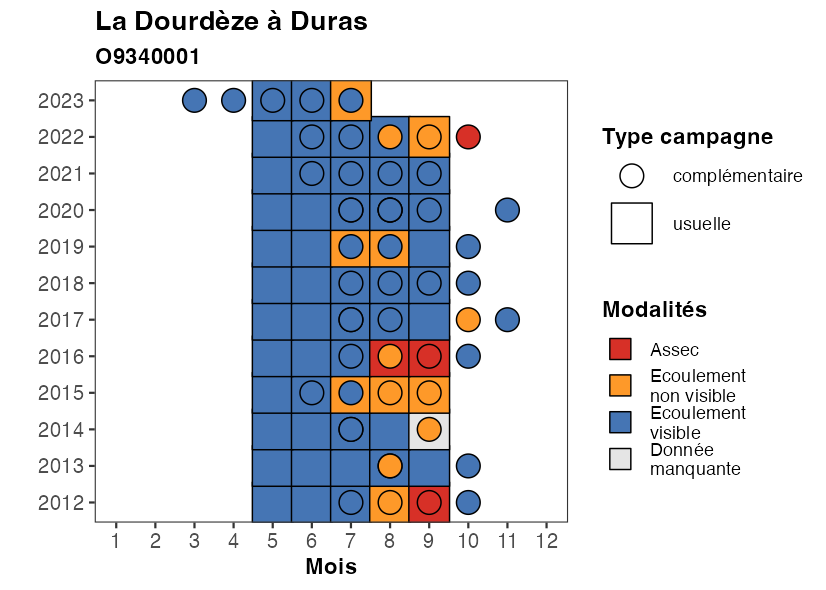 La Dourdèze à Duras
O9340001
2023
2022
2021
2020
2019
2018
2017
2016
2015
2014
2013
2012
1 2 3 4 5 6 7 8 9 10 11 12
Mois
Type campagne
complémentaire
usuelle
Modalités
Assec
Ecoulement
non visible
Ecoulement
visible
Donnée
manquante